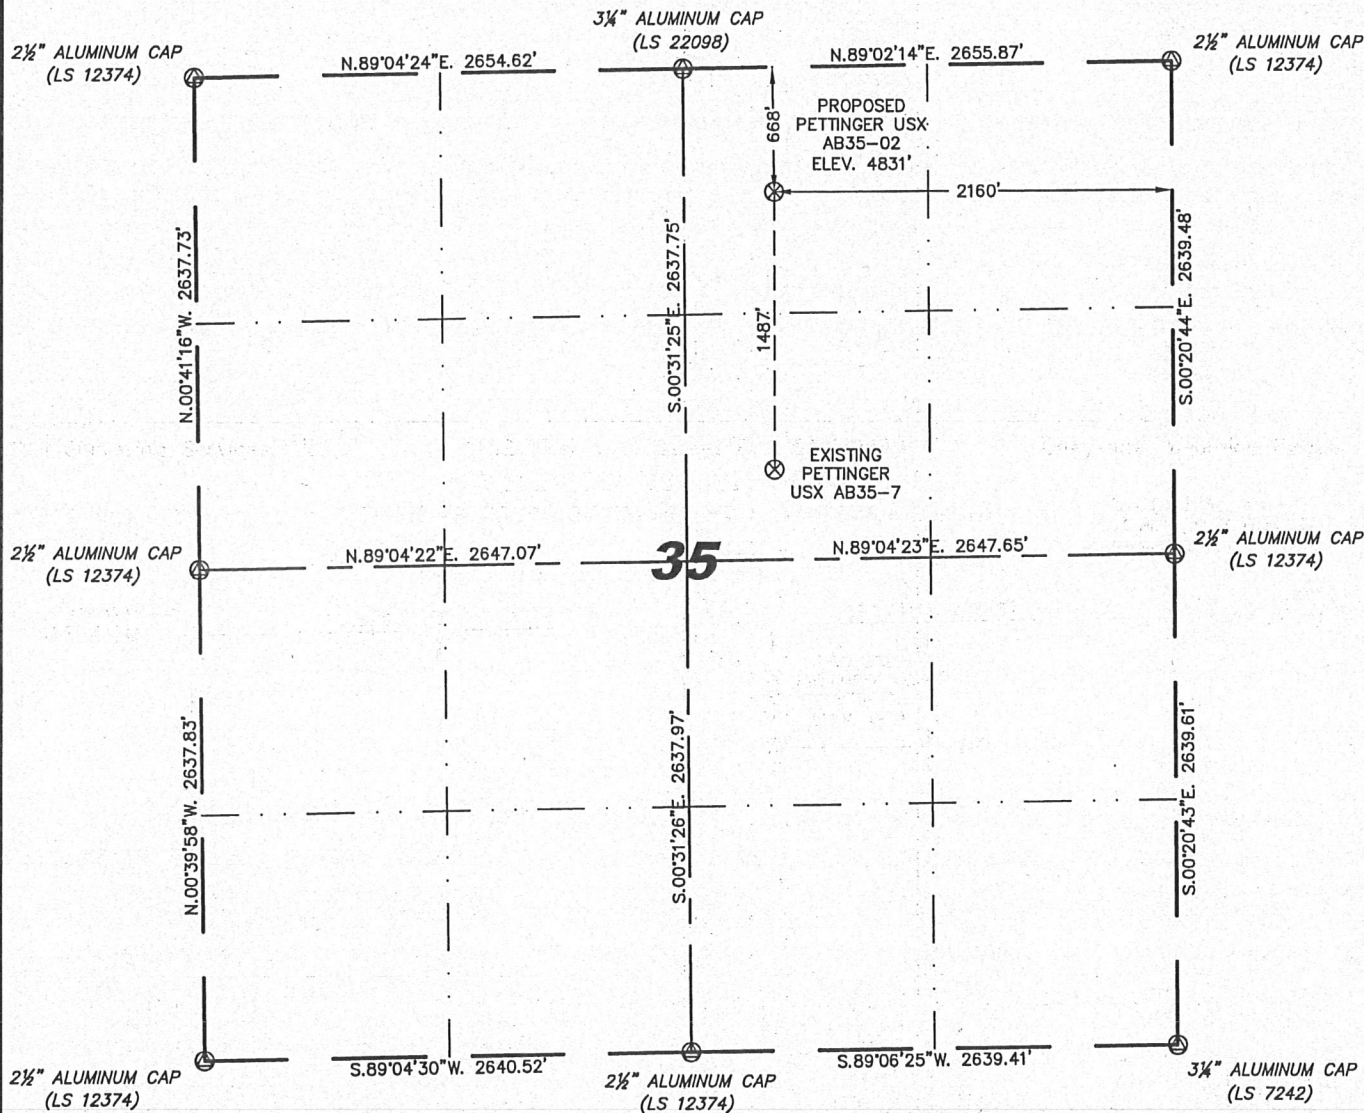 3¼" ALUMINUM CAP
(LS 22098)
2½" ALUMINUM CAP
(LS 12374)
N.89°04'24"E. 2654.62'
N.89°02'14"E. 2655.87'
2½" ALUMINUM CAP
(LS 12374)
668'
PROPOSED
PETTINGER USX
AB35-02
ELEV. 4831'
2160'
N.00°41'16"W. 2637.73'
S.00°31'25"E. 2637.75'
1487'
S.00°20'44"E. 2639.48'
EXISTING
PETTINGER
USX AB35-7
2½" ALUMINUM CAP
(LS 12374)
N.89°04'22"E. 2647.07'
35
N.89°04'23"E. 2647.65'
2½" ALUMINUM CAP
(LS 12374)
N.00°39'58"W. 2637.83'
S.00°31'26"E. 2637.97'
S.00°20'43"E. 2639.61'
2½" ALUMINUM CAP
(LS 12374)
S.89°04'30"W. 2640.52'
2½" ALUMINUM CAP
(LS 12374)
S.89°06'25"W. 2639.41'
3¼" ALUMINUM CAP
(LS 7242)